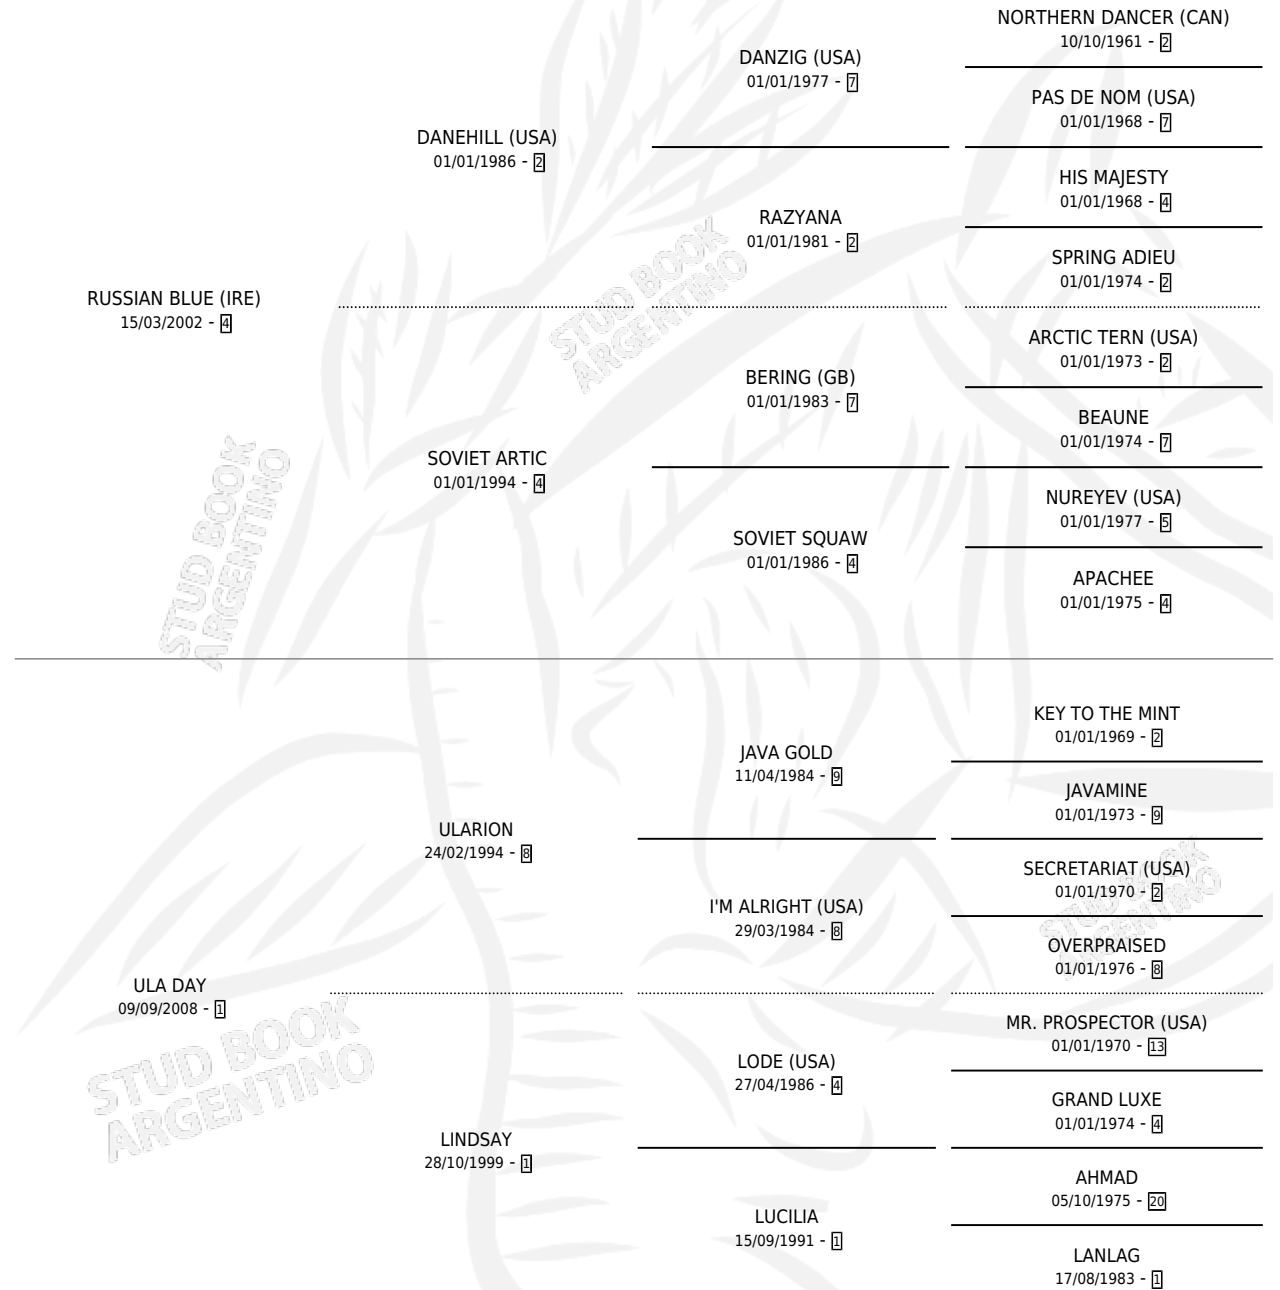 NORTHERN DANCER (CAN)
10/10/1961 - 2
DANZIG (USA)
01/01/1977 - 7
PAS DE NOM (USA)
01/01/1968 - 7
DANEHILL (USA)
01/01/1986 - 2
HIS MAJESTY
01/01/1968 - 4
RAZYANA
01/01/1981 - 2
SPRING ADIEU
01/01/1974 - 2
RUSSIAN BLUE (IRE)
15/03/2002 - 4
ARCTIC TERN (USA)
01/01/1973 - 2
BERING (GB)
01/01/1983 - 7
BEAUNE
01/01/1974 - 7
SOVIET ARTIC
01/01/1994 - 4
NUREYEV (USA)
01/01/1977 - 5
SOVIET SQUAW
01/01/1986 - 4
APACHEE
01/01/1975 - 4
KEY TO THE MINT
01/01/1969 - 2
JAVA GOLD
11/04/1984 - 9
JAVAMINE
01/01/1973 - 9
ULARION
24/02/1994 - 8
SECRETARIAT (USA)
01/01/1970 - 2
I'M ALRIGHT (USA)
29/03/1984 - 8
OVERPRAISED
01/01/1976 - 8
ULA DAY
09/09/2008 - 1
MR. PROSPECTOR (USA)
01/01/1970 - 13
LODE (USA)
27/04/1986 - 4
GRAND LUXE
01/01/1974 - 4
LINDSAY
28/10/1999 - 1
AHMAD
05/10/1975 - 20
LUCILIA
15/09/1991 - 1
LANLAG
17/08/1983 - 1
STUD BOOK
ARGENTINO
STUD BOOK
ARGENTINO
STUD BOOK
ARGENTINO
STUD BOOK
ARGENTINO